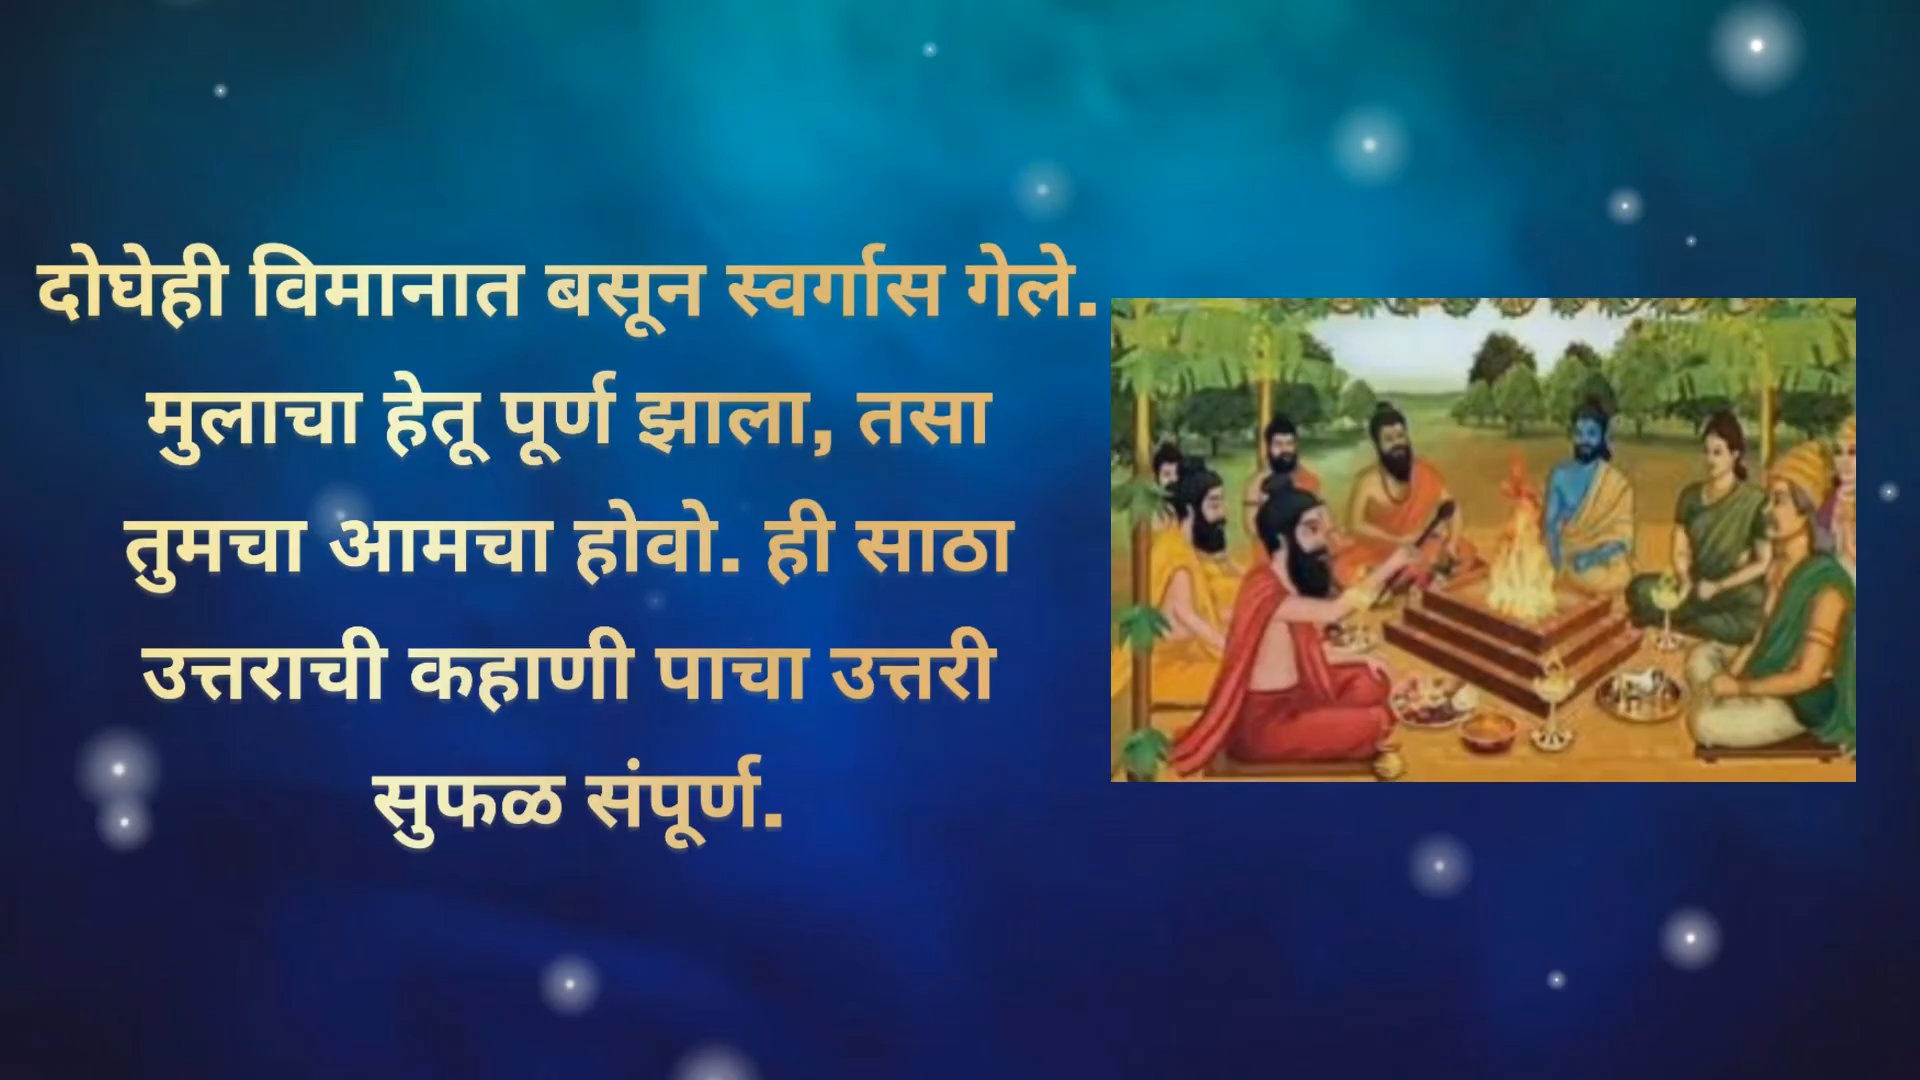 दोघेही विमानात बसून स्वर्गास गेले.
मुलाचा हेतू पूर्ण झाला, तसा
तुमचा आमचा होवो. ही साठा
उत्तराची कहाणी पाचा उत्तरी
सुफळ संपूर्ण.